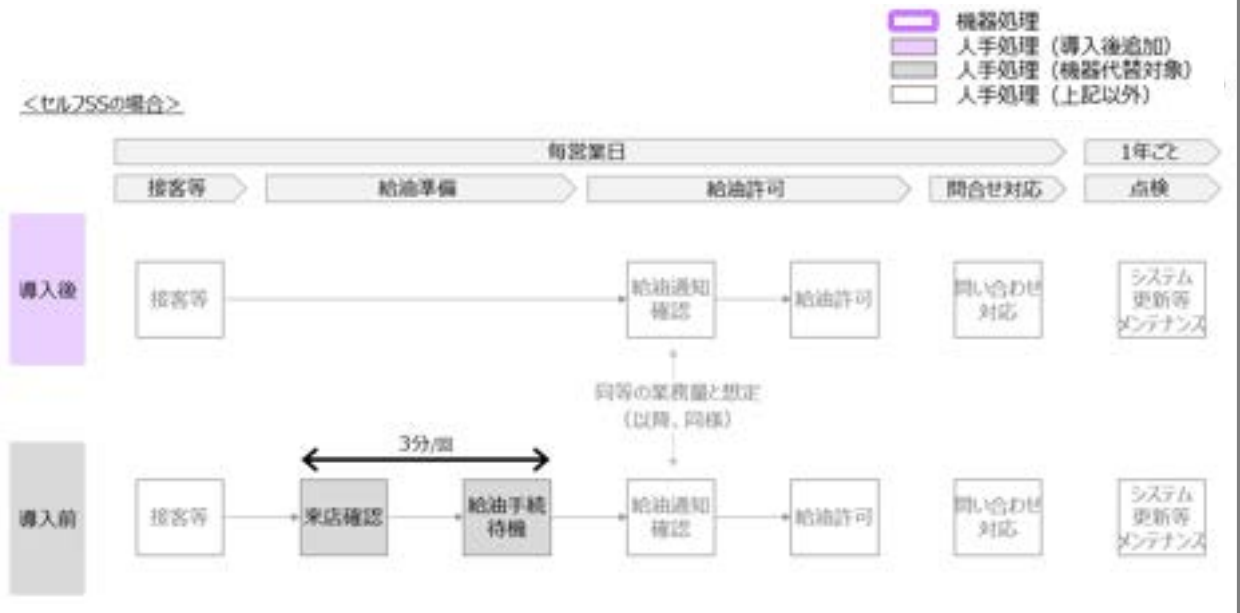 機器処理
人手処理（導入後追加）
人手処理（機器代替対象）
人手処理（上記以外）
＜セルフSSの場合＞
毎営業日
1年ごと
接客等
給油準備
給油許可
問合せ対応
点検
導入後
接客等
給油通知
確認
給油許可
問い合わせ
対応
システム
更新等
メンテナンス
同等の業務量と想定
（以降、同様）
3分/回
導入前
接客等
来店確認
給油手続
待機
給油通知
確認
給油許可
問い合わせ
対応
システム
更新等
メンテナンス